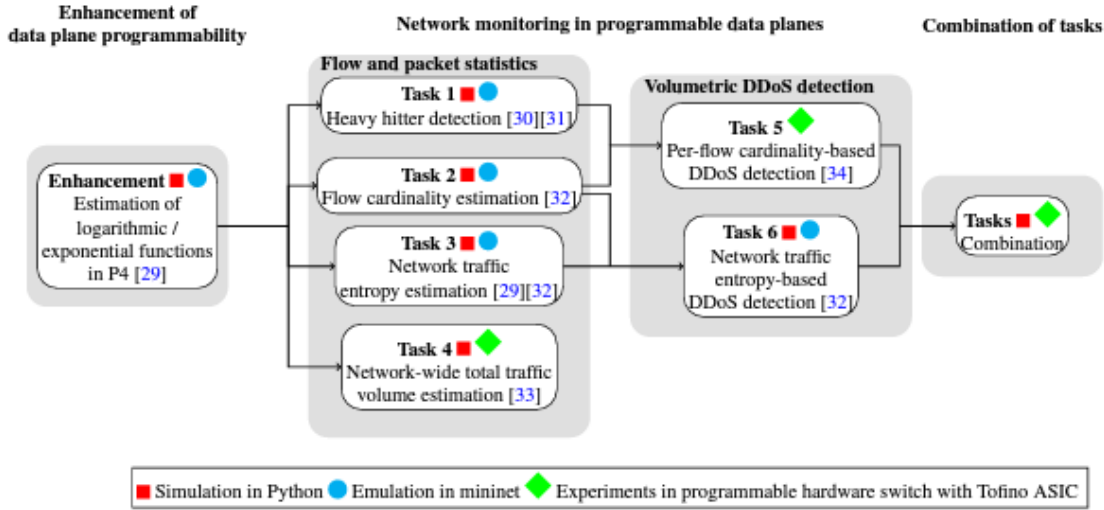 Enhancement of
data plane programmability
Network monitoring in programmable data planes
Combination of tasks
Enhancement
Estimation of
logarithmic /
exponential functions
in P4 [29]
Flow and packet statistics
Task 1
Heavy hitter detection [30][31]
Task 2
Flow cardinality estimation [32]
Task 3
Network traffic
entropy estimation [29][32]
Task 4
Network-wide total traffic
volume estimation [33]
Volumetric DDoS detection
Task 5
Per-flow cardinality-based
DDoS detection [34]
Task 6
Network traffic
entropy-based
DDoS detection [32]
Tasks
Combination
Simulation in Python Emulation in mininet Experiments in programmable hardware switch with Tofino ASIC